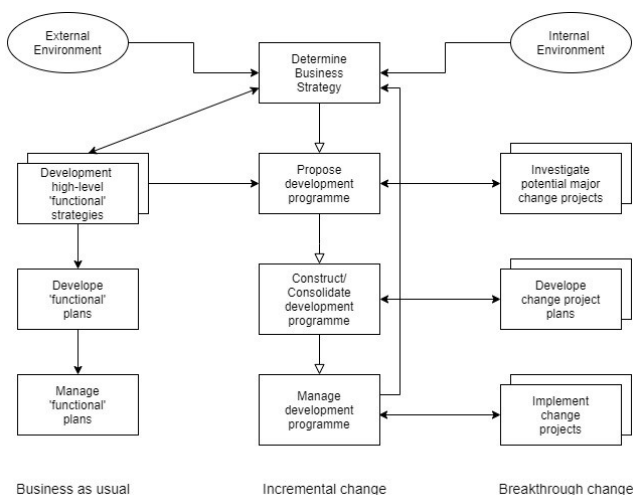 External
Environment
Internal
Environment
Determine
Business
Strategy
Development
high-level
'functional'
strategies
Propose
development
programme
Investigate
potential major
change projects
Develope
'functional'
plans
Construct/
Consolidate
development
programme
Develope
change project
plans
Manage
'functional'
plans
Manage
development
programme
Implement
change
projects
Business as usual
Incremental change
Breakthrough change